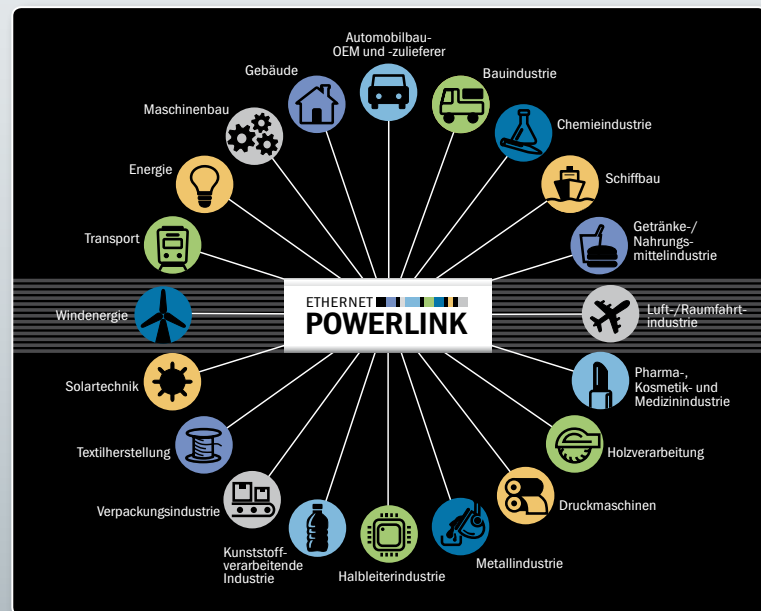 Automobilbau-
OEM und -zulieferer
Bauindustrie
Chemieindustrie
Schiffbau
Getränke-/
Nahrungs-
mittelindustrie
Luft-/Raumfahrt-
industrie
Pharma-,
Kosmetik- und
Medizinindustrie
Holzverarbeitung
Druckmaschinen
Metallindustrie
Halbleiterindustrie
Kunststoff-
verarbeitende
Industrie
Verpackungsindustrie
Textilherstellung
Solartechnik
Windenergie
Transport
Energie
Maschinenbau
Gebäude
ETHERNET
POWERLINK